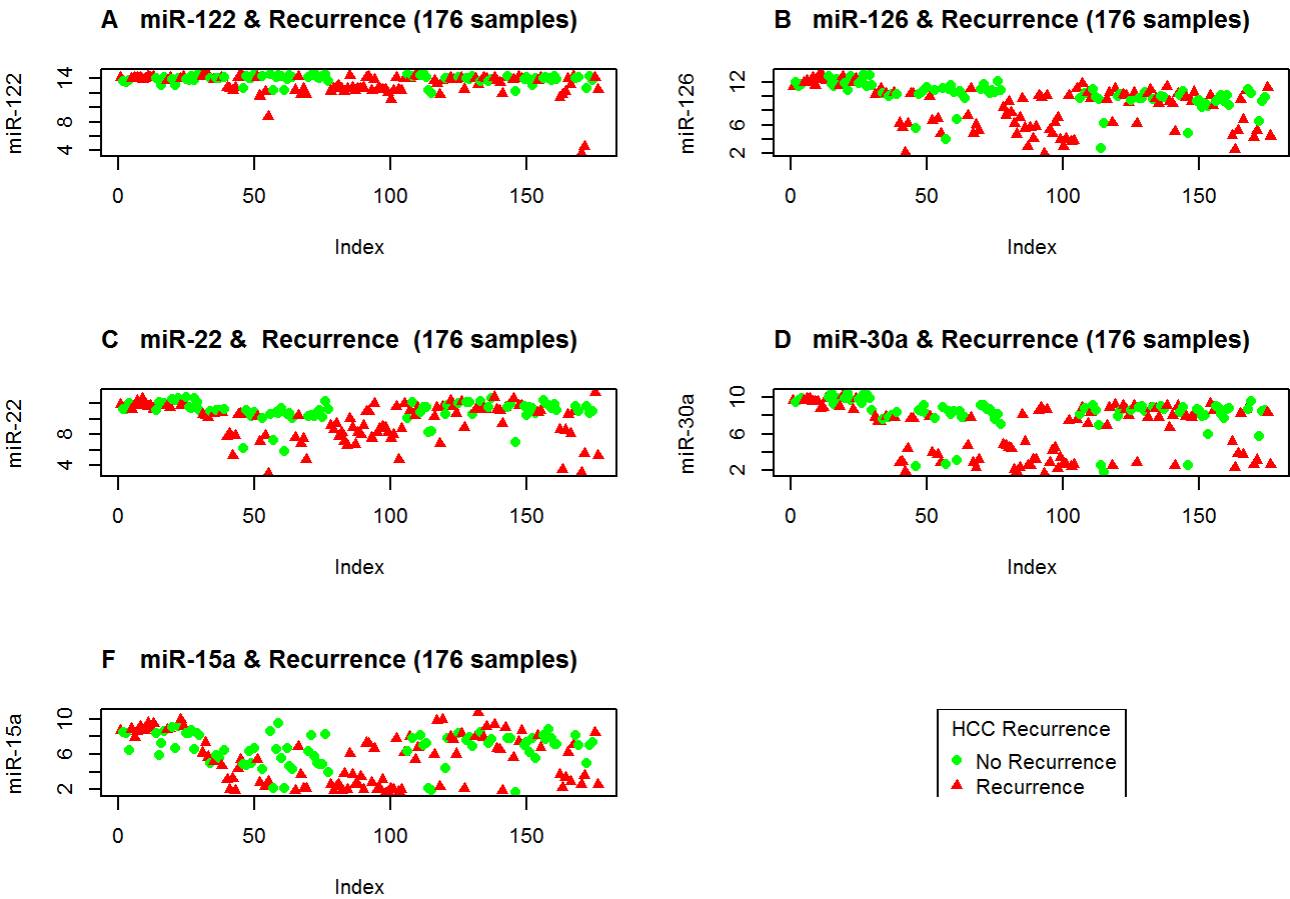 A miR-122 & Recurrence (176 samples)
miR-122
14
8
4
0 50 100 150
Index
B miR-126 & Recurrence (176 samples)
miR-126
12
6
2
0 50 100 150
Index
C miR-22 & Recurrence (176 samples)
miR-22
8
4
0 50 100 150
Index
D miR-30a & Recurrence (176 samples)
miR-30a
10
6
2
0 50 100 150
Index
F miR-15a & Recurrence (176 samples)
miR-15a
10
6
2
0 50 100 150
Index
HCC Recurrence
No Recurrence
Recurrence